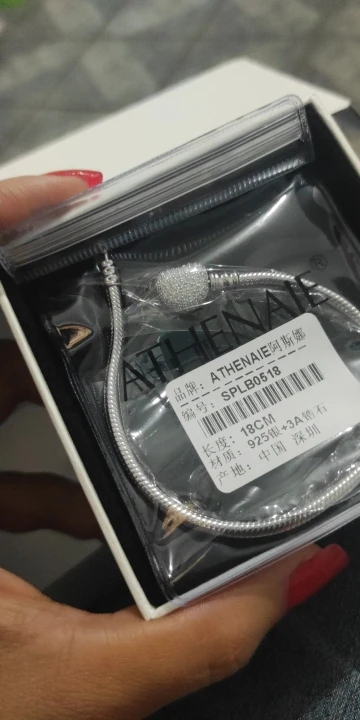 ATHENAIE®
品牌：ATHENAIE阿斯娜
编号：SPLB0518
长度：18CM
材质：925银+3A锆石
产地：中国 深圳